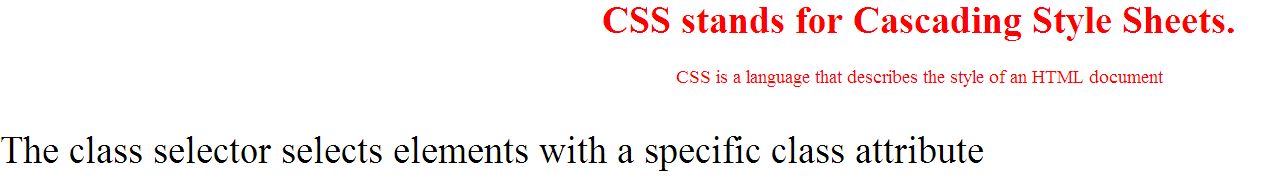 CSS stands for Cascading Style Sheets.
CSS is a language that describes the style of an HTML document
The class selector selects elements with a specific class attribute